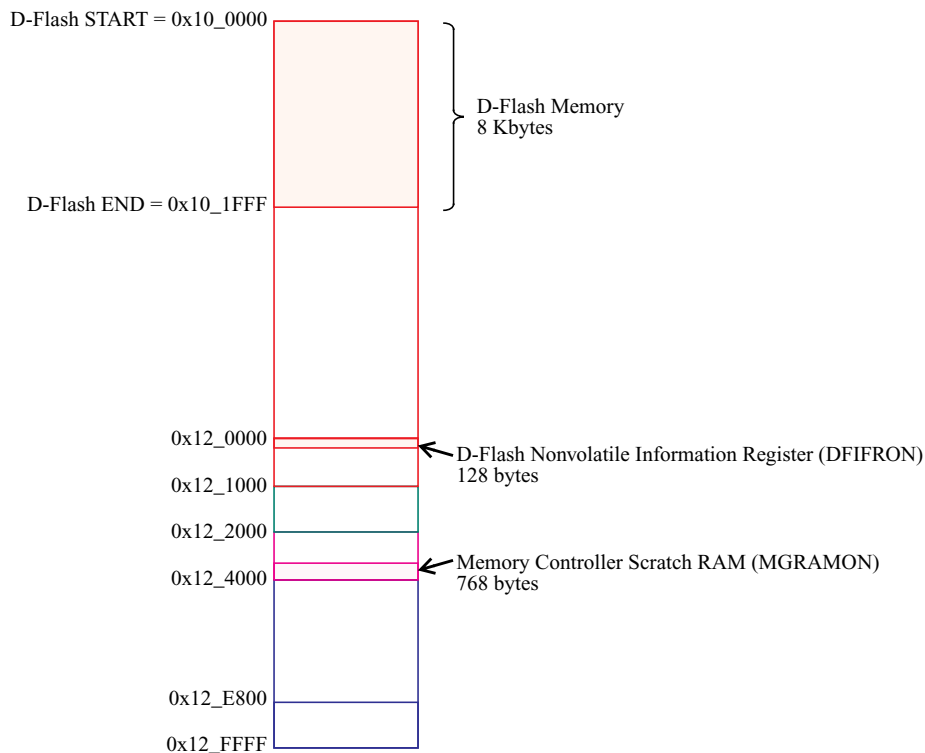 D-Flash START = 0x10_0000
D-Flash Memory
8 Kbytes
D-Flash END = 0x10_1FFF
0x12_0000
D-Flash Nonvolatile Information Register (DFIFRON)
128 bytes
0x12_1000
0x12_2000
Memory Controller Scratch RAM (MGRAMON)
768 bytes
0x12_4000
0x12_E800
0x12_FFFF